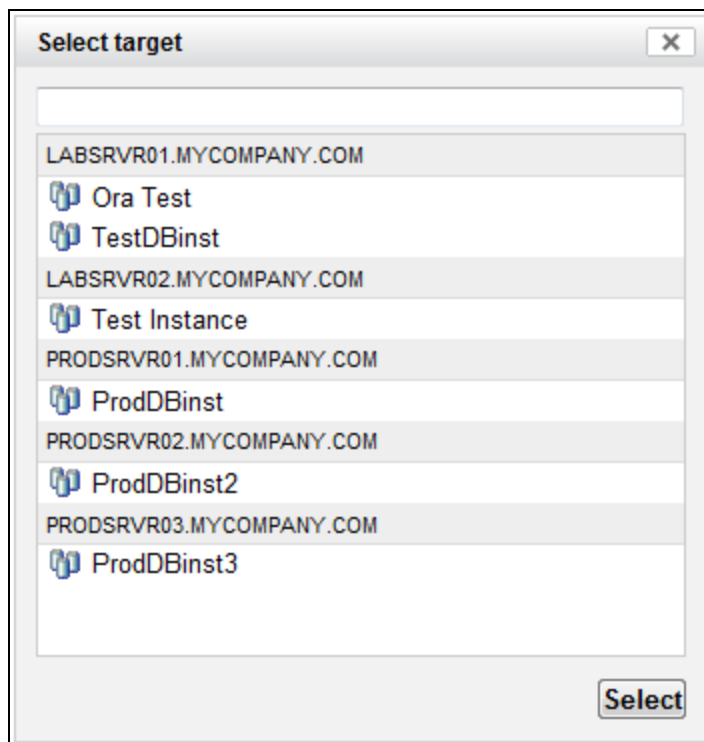 Select target
LABSRVR01.MYCOMPANY.COM
Ora Test
TestDBinst
LABSRVR02.MYCOMPANY.COM
Test Instance
PRODSRVR01.MYCOMPANY.COM
ProdDBinst
PRODSRVR02.MYCOMPANY.COM
ProdDBinst2
PRODSRVR03.MYCOMPANY.COM
ProdDBinst3
Select